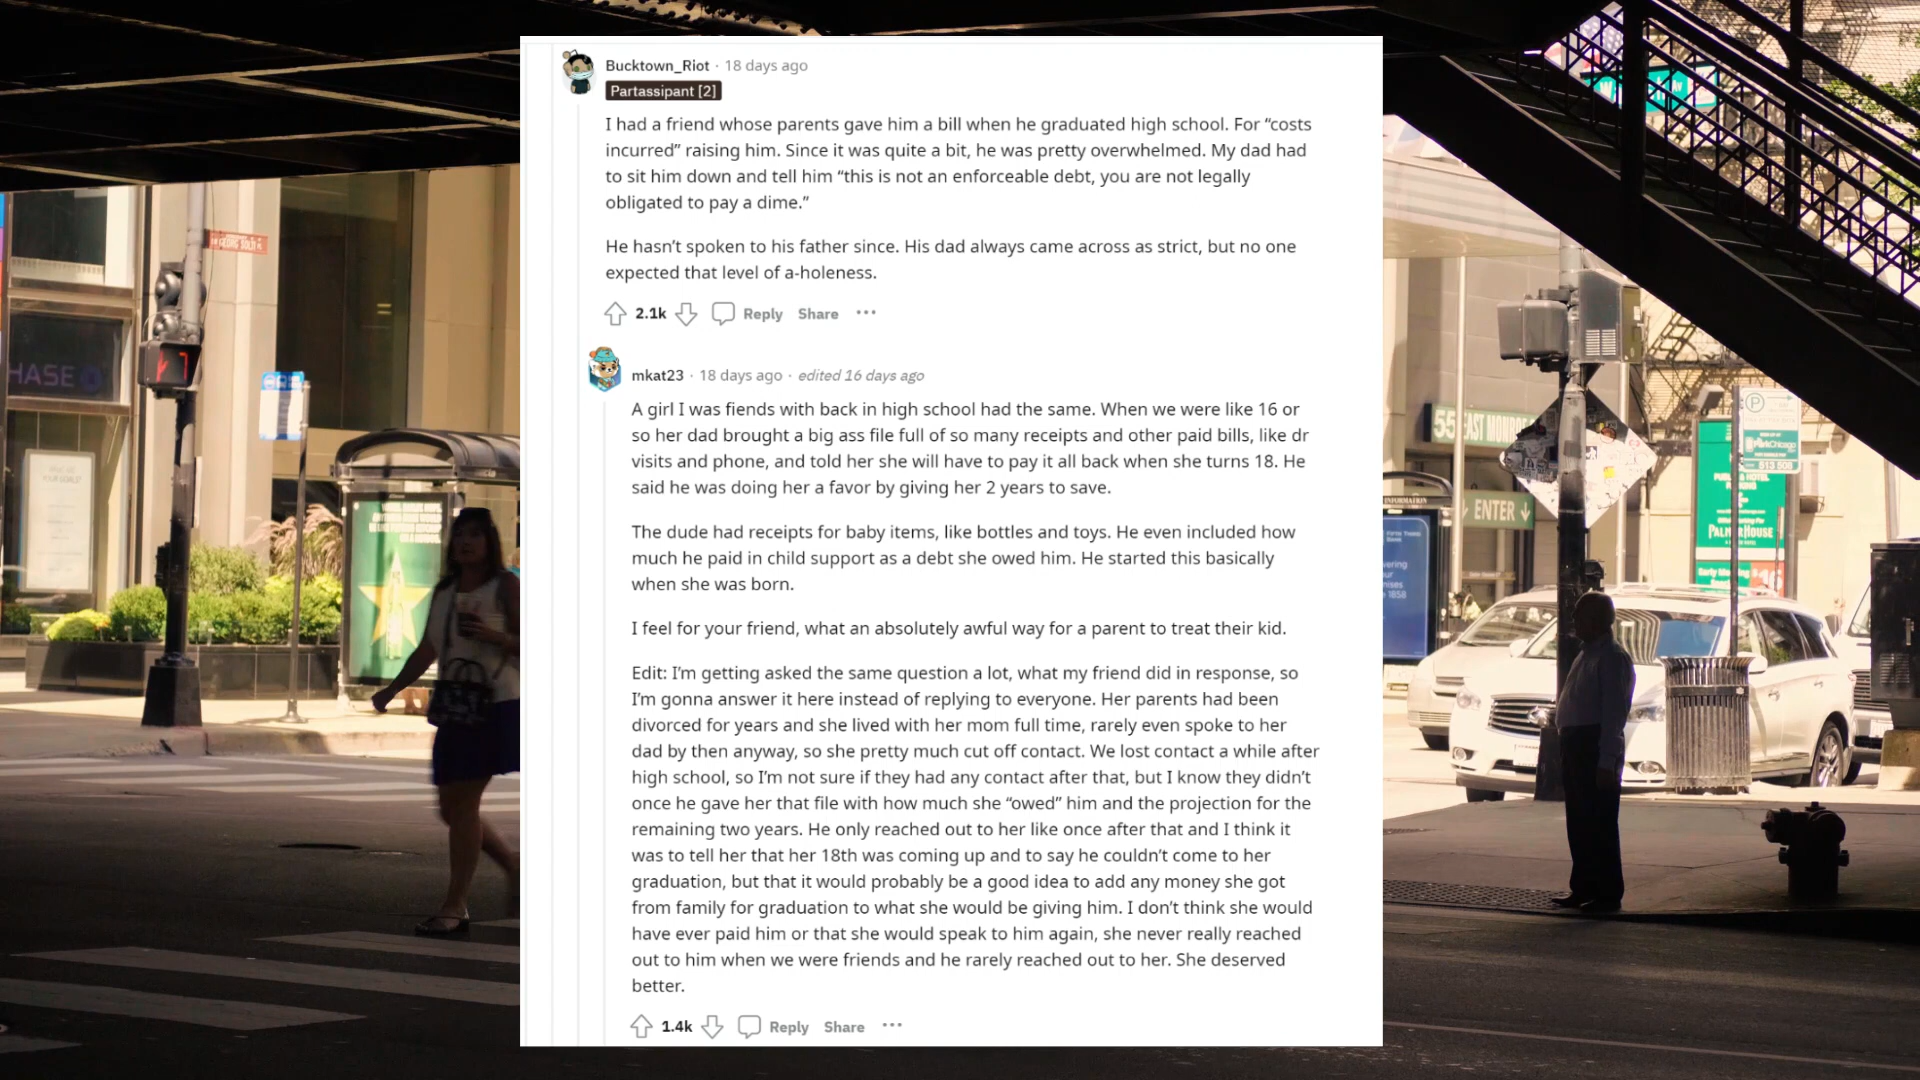 Bucktown_Riot · 18 days ago
Partassipant [2]
I had a friend whose parents gave him a bill when he graduated high school. For “costs
incurred” raising him. Since it was quite a bit, he was pretty overwhelmed. My dad had
to sit him down and tell him “this is not an enforceable debt, you are not legally
obligated to pay a dime.”
He hasn’t spoken to his father since. His dad always came across as strict, but no one
expected that level of a-holeness.
2.1k Reply Share
mkat23 · 18 days ago · edited 16 days ago
A girl I was fiends with back in high school had the same. When we were like 16 or
so her dad brought a big ass file full of so many receipts and other paid bills, like dr
visits and phone, and told her she will have to pay it all back when she turns 18. He
said he was doing her a favor by giving her 2 years to save.
The dude had receipts for baby items, like bottles and toys. He even included how
much he paid in child support as a debt she owed him. He started this basically
when she was born.
I feel for your friend, what an absolutely awful way for a parent to treat their kid.
Edit: I’m getting asked the same question a lot, what my friend did in response, so
I’m gonna answer it here instead of replying to everyone. Her parents had been
divorced for years and she lived with her mom full time, rarely even spoke to her
dad by then anyway, so she pretty much cut off contact. We lost contact a while after
high school, so I’m not sure if they had any contact after that, but I know they didn’t
once he gave her that file with how much she “owed” him and the projection for the
remaining two years. He only reached out to her like once after that and I think it
was to tell her that her 18th was coming up and to say he couldn’t come to her
graduation, but that it would probably be a good idea to add any money she got
from family for graduation to what she would be giving him. I don’t think she would
have ever paid him or that she would speak to him again, she never really reached
out to him when we were friends and he rarely reached out to her. She deserved
better.
1.4k Reply Share
HASE
55 EAST
INFORMATION
ENTER
PALMER HOUSE